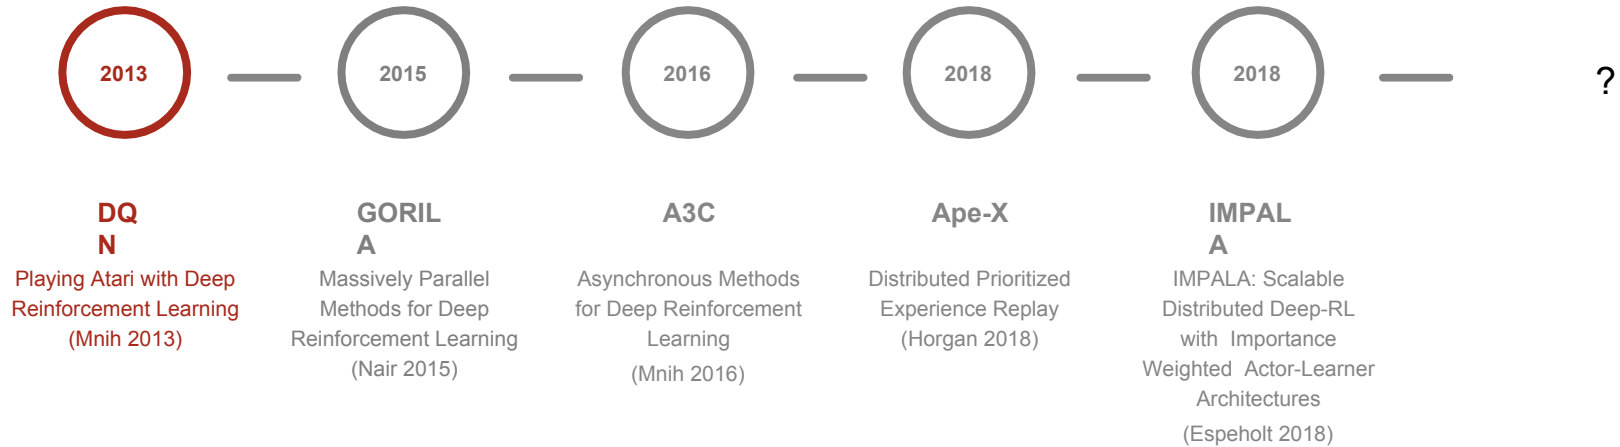 2013
2015
2016
2018
2018
?
DQ
N
Playing Atari with Deep
Reinforcement Learning
(Mnih 2013)
GORIL
A
Massively Parallel
Methods for Deep
Reinforcement Learning
(Nair 2015)
A3C
Asynchronous Methods
for Deep Reinforcement
Learning
(Mnih 2016)
Ape-X
Distributed Prioritized
Experience Replay
(Horgan 2018)
IMPAL
A
IMPALA: Scalable
Distributed Deep-RL
with Importance
Weighted Actor-Learner
Architectures
(Espeholt 2018)